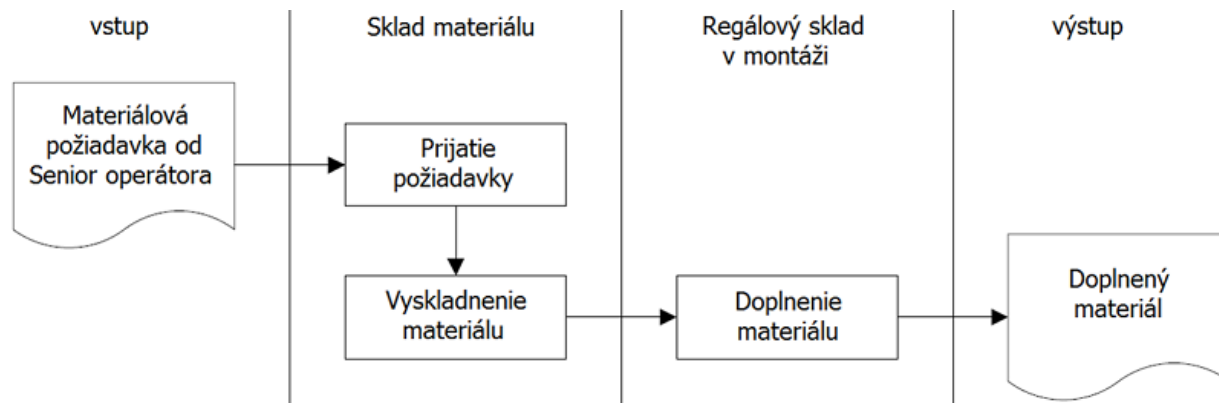 vstup
Sklad materiálu
Regálový sklad
v montáži
výstup
Materiálová
požiadavka od
Senior operátora
Prijatie
požiadavky
Vyskladnenie
materiálu
Doplnenie
materiálu
Doplnený
materiál